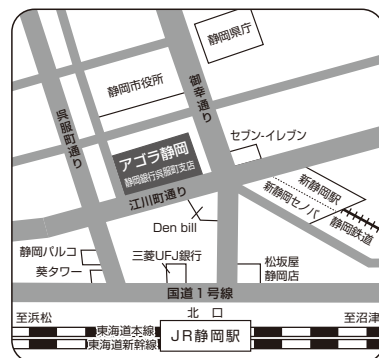 静岡県庁
静岡市役所
御幸通り
呉服町通り
セブン-イレブン
アゴラ静岡
静岡銀行呉服町支店
新静岡駅
新静岡セノバ
静岡鉄道
江川町通り
Den bill
静岡パルコ
葵タワー
三菱UFJ銀行
松坂屋
静岡店
国道1号線
至浜松
北 口
至沼津
東海道本線
東海道新幹線
JR静岡駅